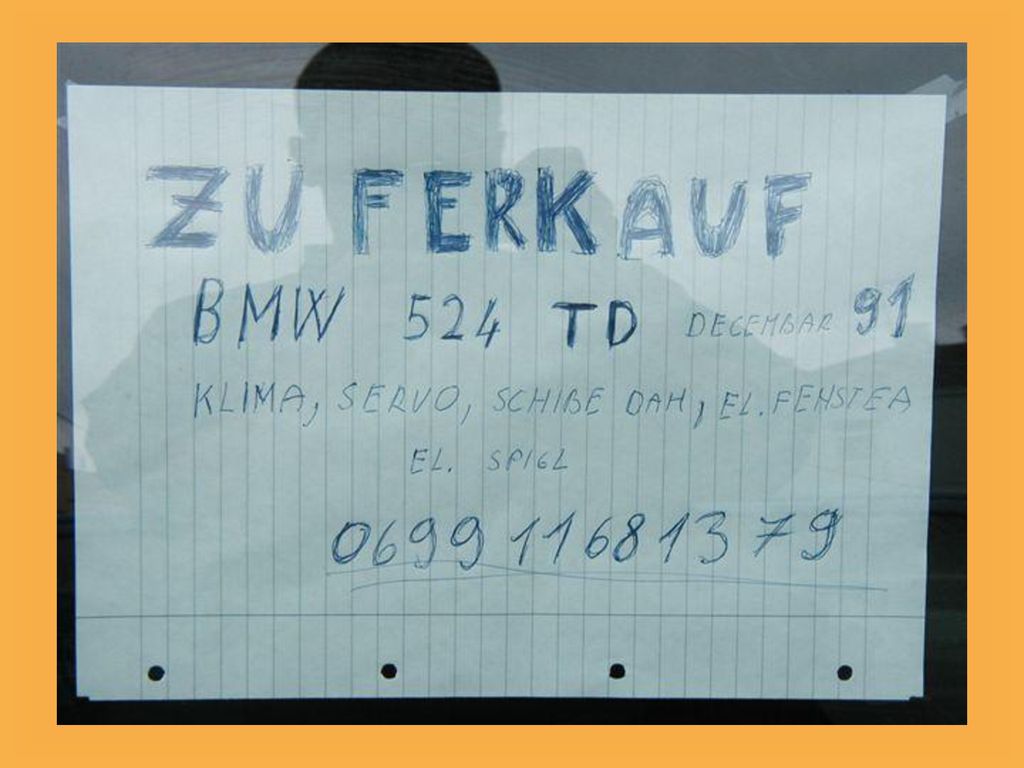 ZU FERKAUF
BMW 524 TD DECEMBAR 91
KLIMA, SERVO, SCHIBE DAH, EL. FENSTEA
EL. SPIGL
0699 11681379